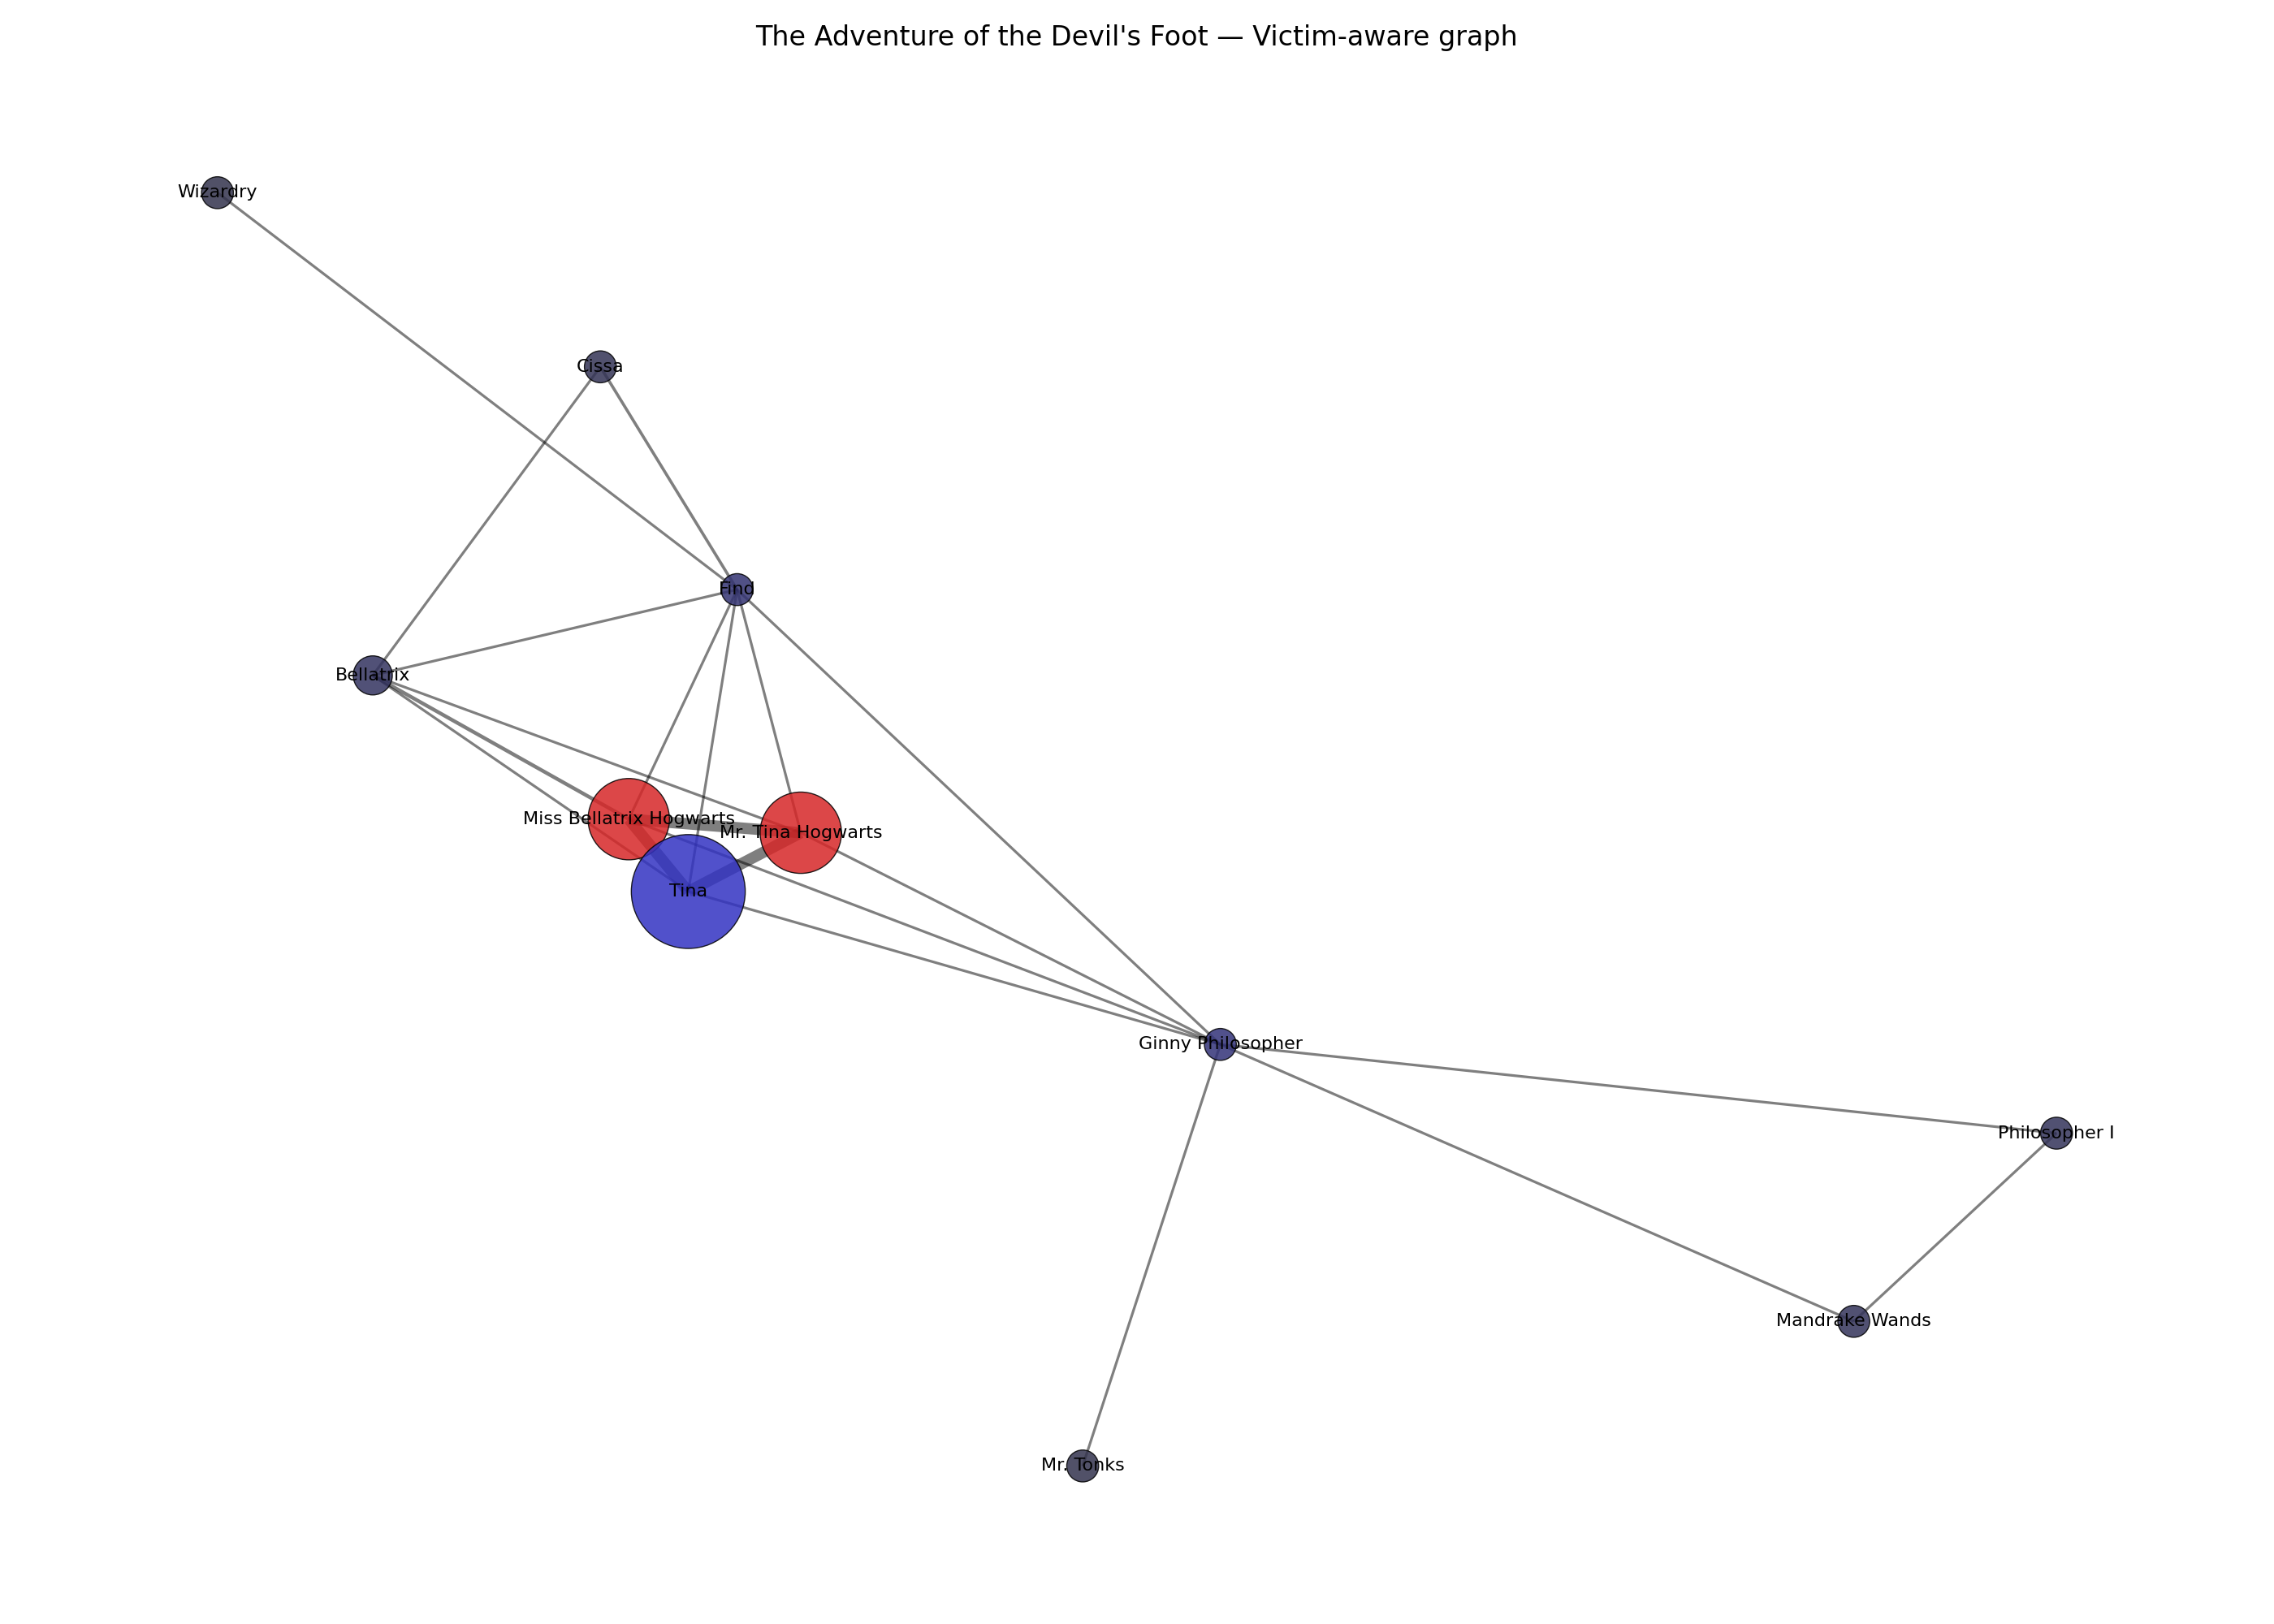 The Adventure of the Devil's Foot — Victim-aware graph
Wizardry
Cissa
Find
Bellatrix
Miss Bellatrix Hogwarts
Mr. Tina Hogwarts
Tina
Ginny Philosopher
Philosopher I
Mandrake Wands
Mr. Tonks